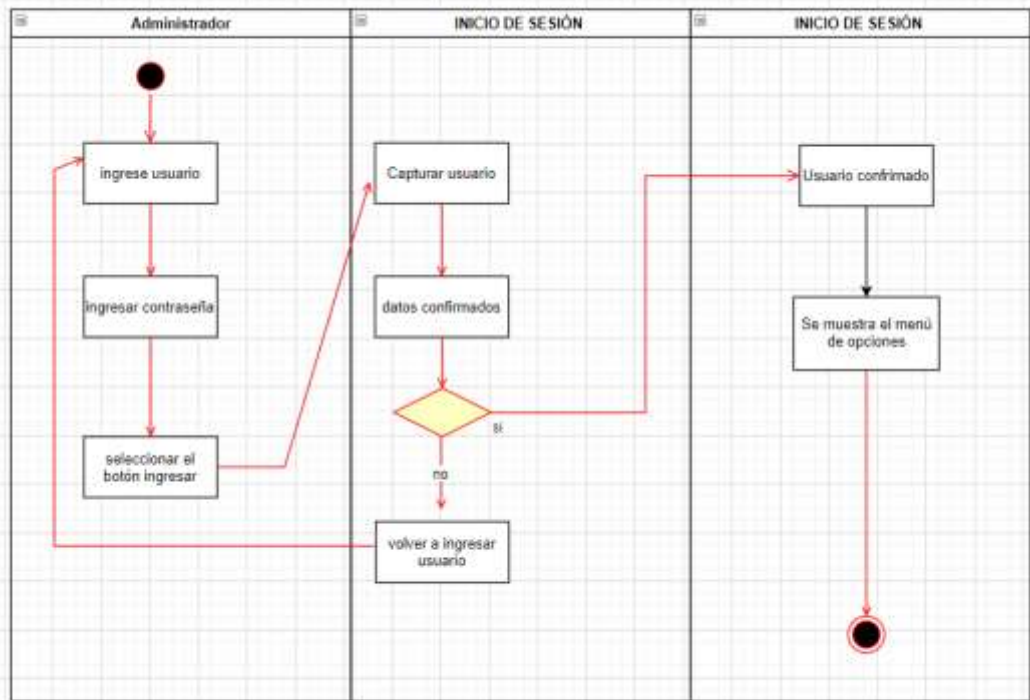 Administrador
INICIO DE SESIÓN
INICIO DE SESIÓN
ingrese usuario
ingresar contraseña
seleccionar el
botón ingresar
Capturar usuario
datos confirmados
si
no
volver a ingresar
usuario
Usuario confrimado
Se muestra el menú
de opciones